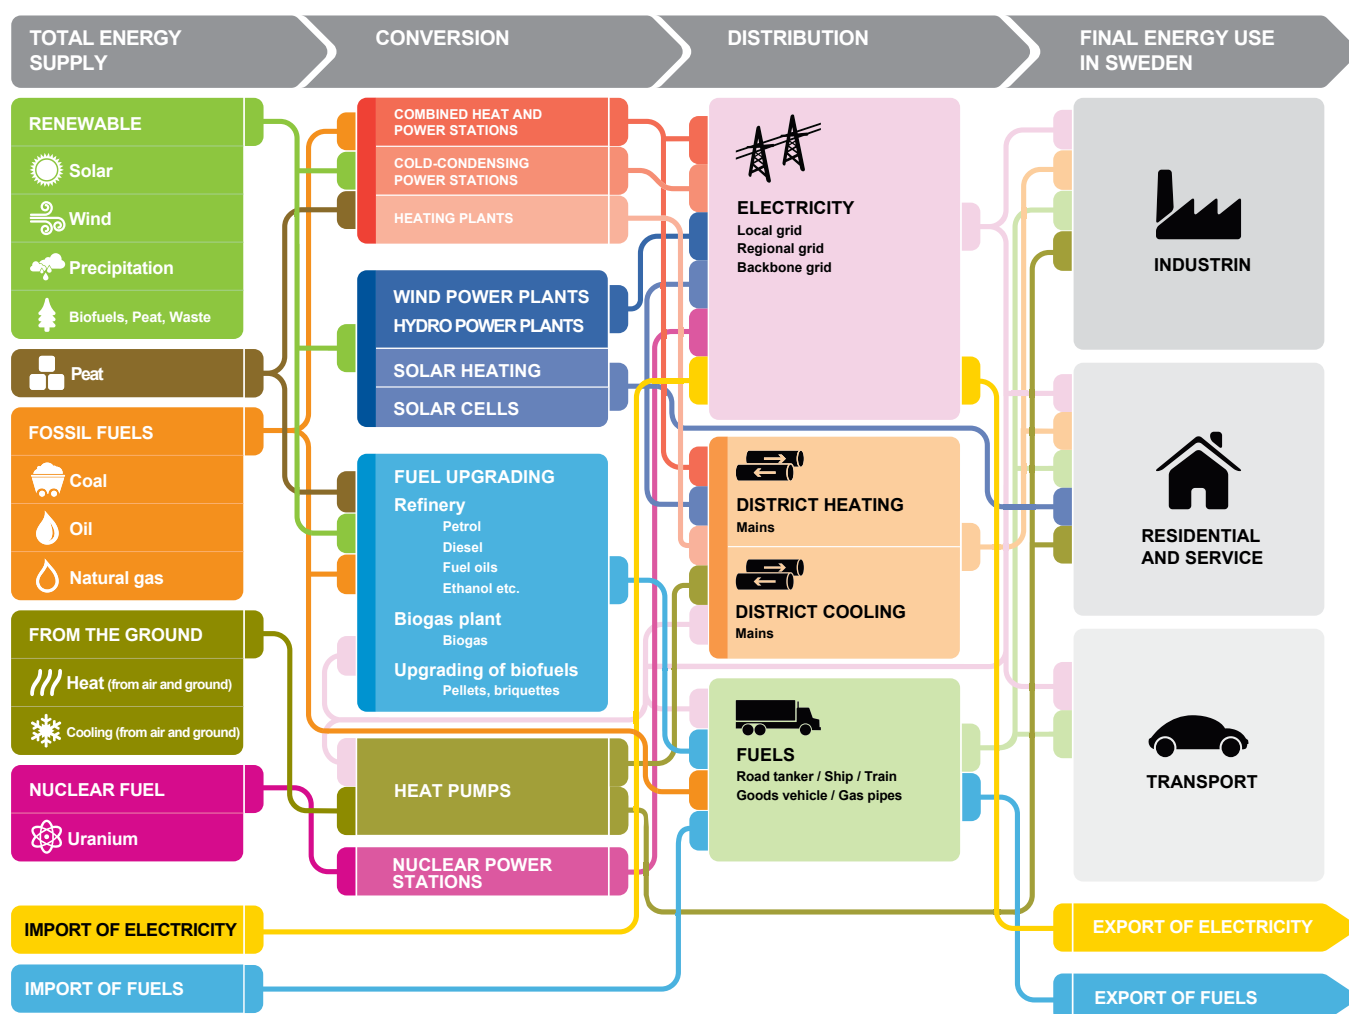 TOTAL ENERGY
SUPPLY
CONVERSION
DISTRIBUTION
FINAL ENERGY USE
IN SWEDEN
RENEWABLE
Solar
Wind
Precipitation
Biofuels, Peat, Waste
Peat
FOSSIL FUELS
Coal
Oil
Natural gas
FROM THE GROUND
Heat (from air and ground)
Cooling (from air and ground)
NUCLEAR FUEL
Uranium
IMPORT OF ELECTRICITY
IMPORT OF FUELS
COMBINED HEAT AND
POWER STATIONS
COLD-CONDENSING
POWER STATIONS
HEATING PLANTS
WIND POWER PLANTS
HYDRO POWER PLANTS
SOLAR HEATING
SOLAR CELLS
FUEL UPGRADING
Refinery
Petrol
Diesel
Fuel oils
Ethanol etc.
Biogas plant
Biogas
Upgrading of biofuels
Pellets, briquettes
HEAT PUMPS
NUCLEAR POWER
STATIONS
ELECTRICITY
Local grid
Regional grid
Backbone grid
DISTRICT HEATING
Mains
DISTRICT COOLING
Mains
FUELS
Road tanker / Ship / Train
Goods vehicle / Gas pipes
INDUSTRIN
RESIDENTIAL
AND SERVICE
TRANSPORT
EXPORT OF ELECTRICITY
EXPORT OF FUELS